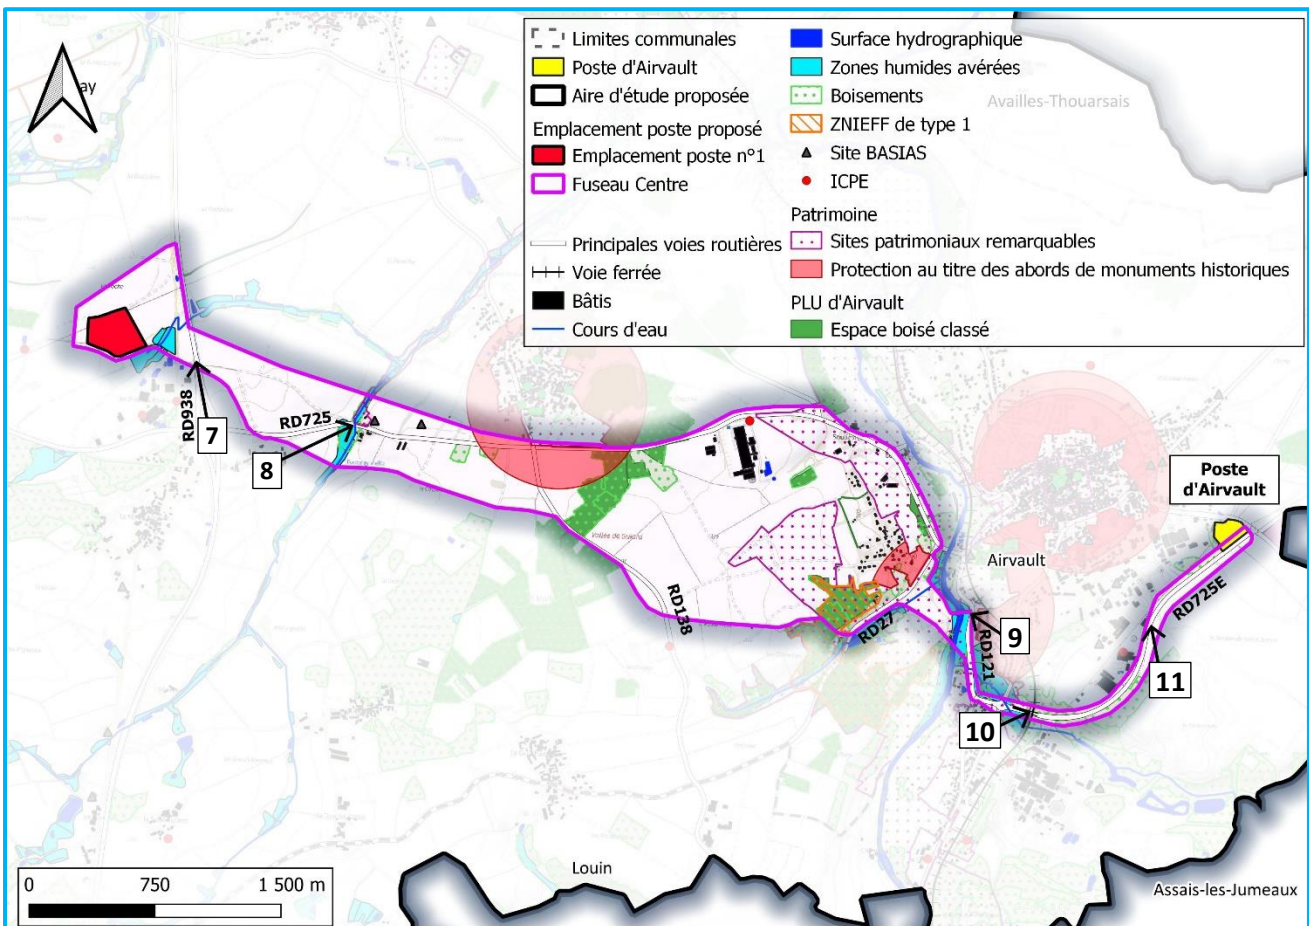 Limites communales
Poste d'Airvault
Aire d'étude proposée
Emplacement poste proposé
Emplacement poste n°1
Fuseau Centre
Principales voies routières
Voie ferrée
Bâtis
Cours d'eau
Surface hydrographique
Zones humides avérées
Boisements
ZNIEFF de type 1
Site BASIAS
ICPE
Patrimoine
Sites patrimoniaux remarquables
Protection au titre des abords de monuments historiques
PLU d'Airvault
Espace boisé classé
ay
Availles-Thouarsais
RD938
7
RD725
8
Poste
d'Airvault
Airvault
RD725E
RD138
RD27
9
RD121
11
10
Louin
Assais-les-Jumeaux
0 750 1 500 m